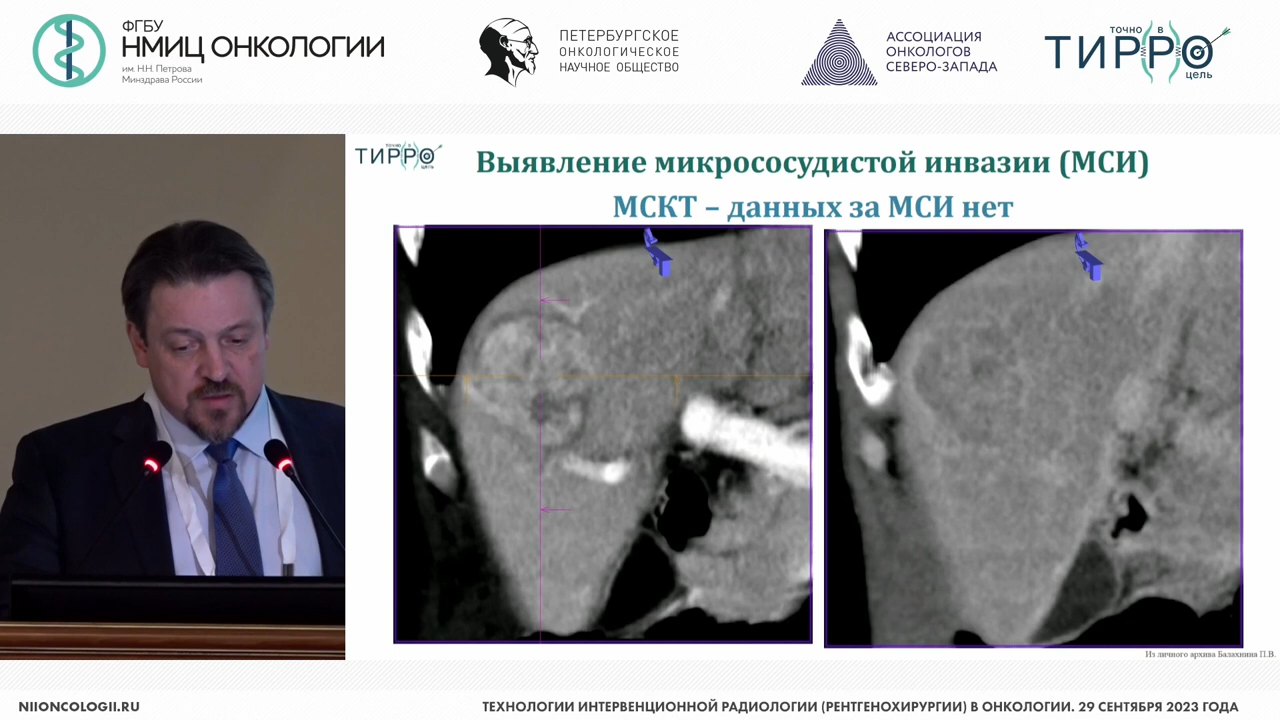 ФГБУ
НМИЦ ОНКОЛОГИИ
им. Н.Н. Петрова
Минздрава России
ПЕТЕРБУРГСКОЕ
ОНКОЛОГИЧЕСКОЕ
НАУЧНОЕ ОБЩЕСТВО
АССОЦИАЦИЯ
ОНКОЛОГОВ
СЕВЕРО-ЗАПАДА
ТОЧНО В
ТИРРО
цель
ТОЧНО В
ТИРРО
цель
Выявление микрососудистой инвазии (МСИ)
МСКТ – данных за МСИ нет
Из личного архива Балахнина П.В.
NIIONCOLOGII.RU
ТЕХНОЛОГИИ ИНТЕРВЕНЦИОННОЙ РАДИОЛОГИИ (РЕНТГЕНОХИРУРГИИ) В ОНКОЛОГИИ. 29 СЕНТЯБРЯ 2023 ГОДА